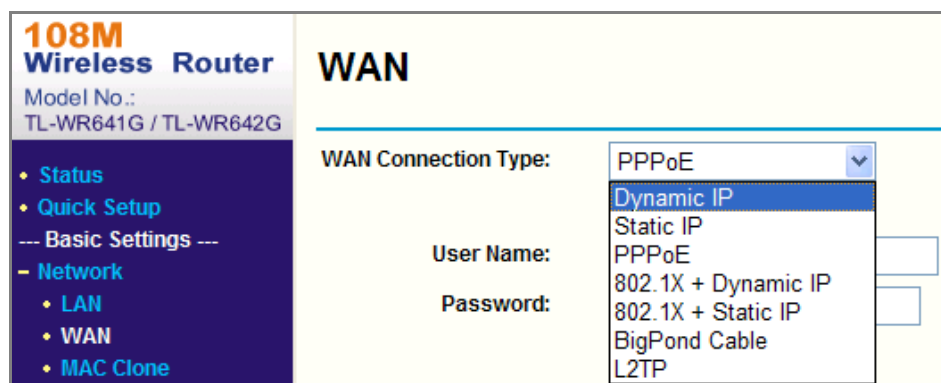 108M
Wireless Router
Model No.:
TL-WR641G / TL-WR642G
• Status
• Quick Setup
--- Basic Settings ---
– Network
• LAN
• WAN
• MAC Clone
WAN
WAN Connection Type:
PPPoE
Dynamic IP
Static IP
PPPoE
802.1X + Dynamic IP
802.1X + Static IP
BigPond Cable
L2TP
User Name:
Password: